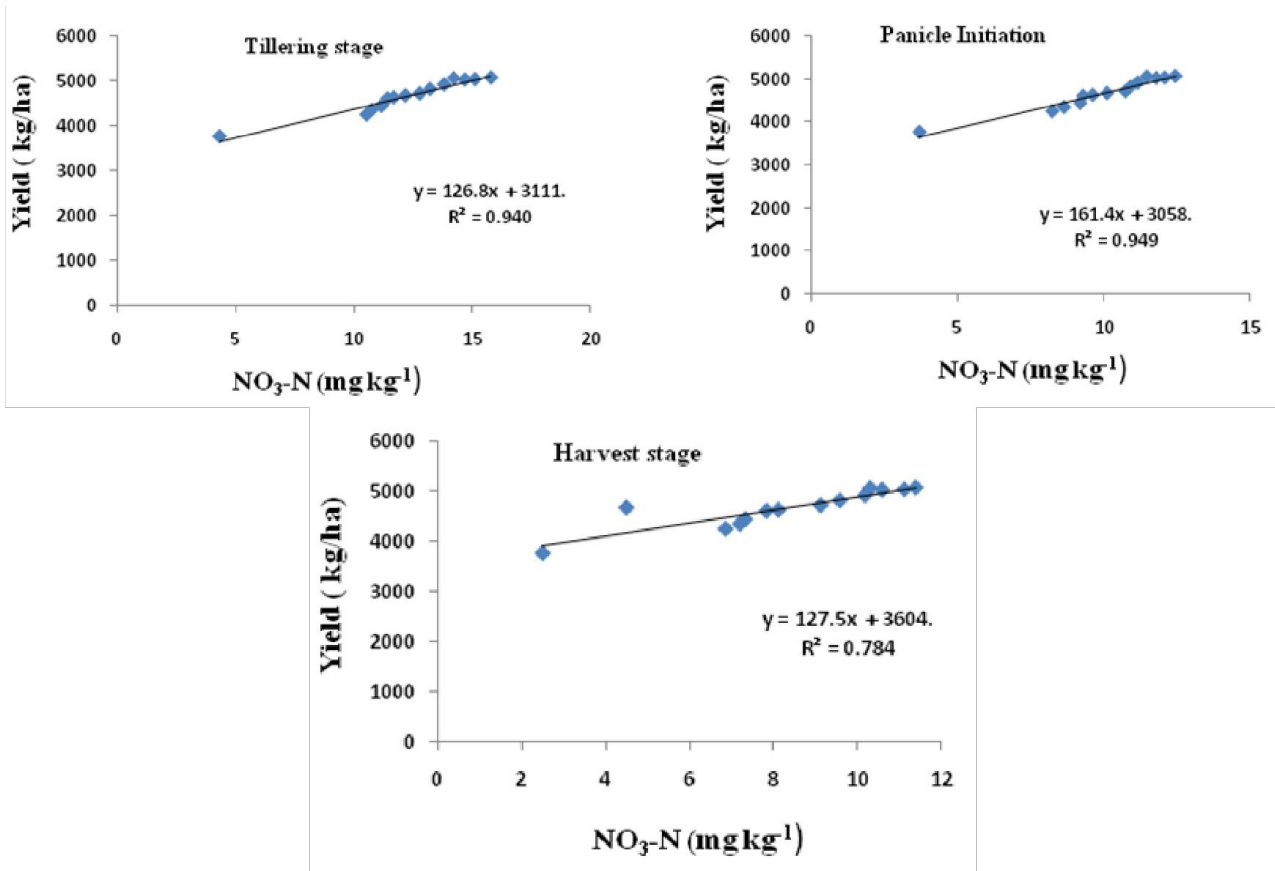 Tillering stage
Yield ( kg/ha)
6000
5000
4000
3000
2000
1000
0
y = 126.8x + 3111.
R² = 0.940
0 5 10 15 20
NO₃-N (mg kg⁻¹)
Panicle Initiation
Yield ( kg/ha)
6000
5000
4000
3000
2000
1000
0
y = 161.4x + 3058.
R² = 0.949
0 5 10 15
NO₃-N (mg kg⁻¹)
Harvest stage
Yield ( kg/ha)
6000
5000
4000
3000
2000
1000
0
y = 127.5x + 3604.
R² = 0.784
0 2 4 6 8 10 12
NO₃-N (mg kg⁻¹)